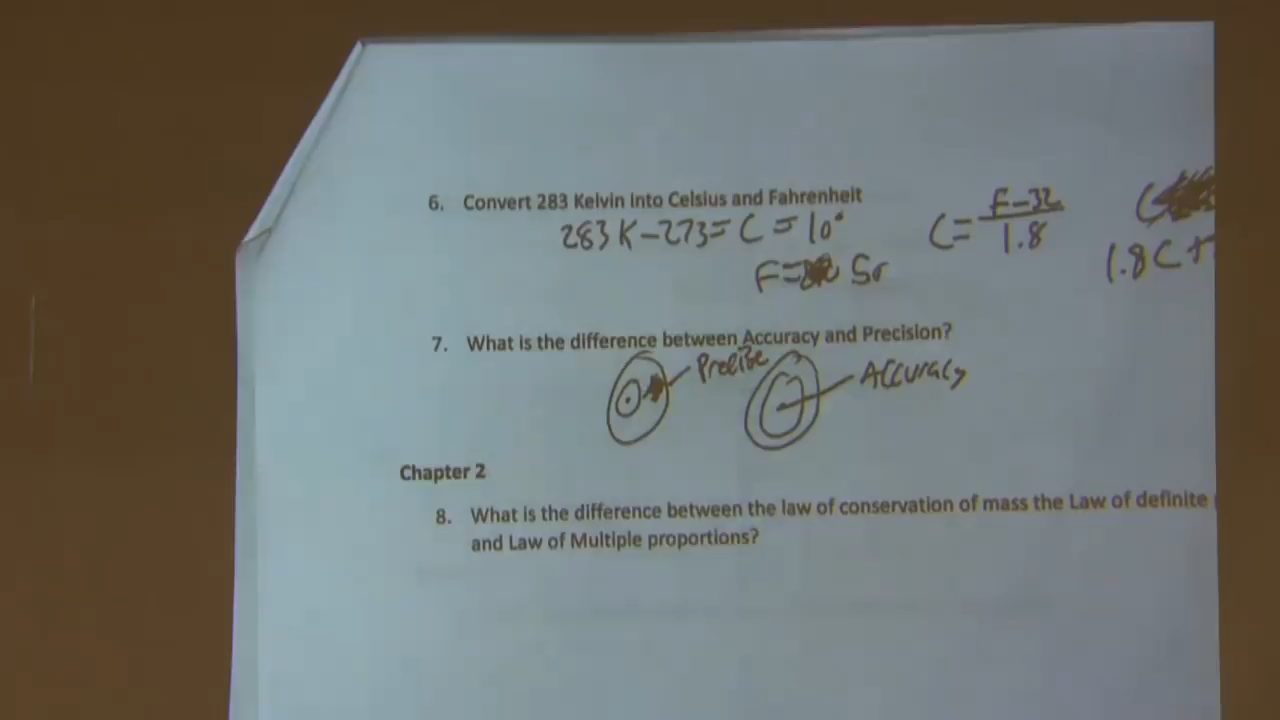 6. Convert 283 Kelvin into Celsius and Fahrenheit
283 K - 273 = C = 10°
C = F-32 / 1.8
1.8 C +
F =
7. What is the difference between Accuracy and Precision?
Precise
Accuracy
Chapter 2
8. What is the difference between the law of conservation of mass the Law of definite
and Law of Multiple proportions?